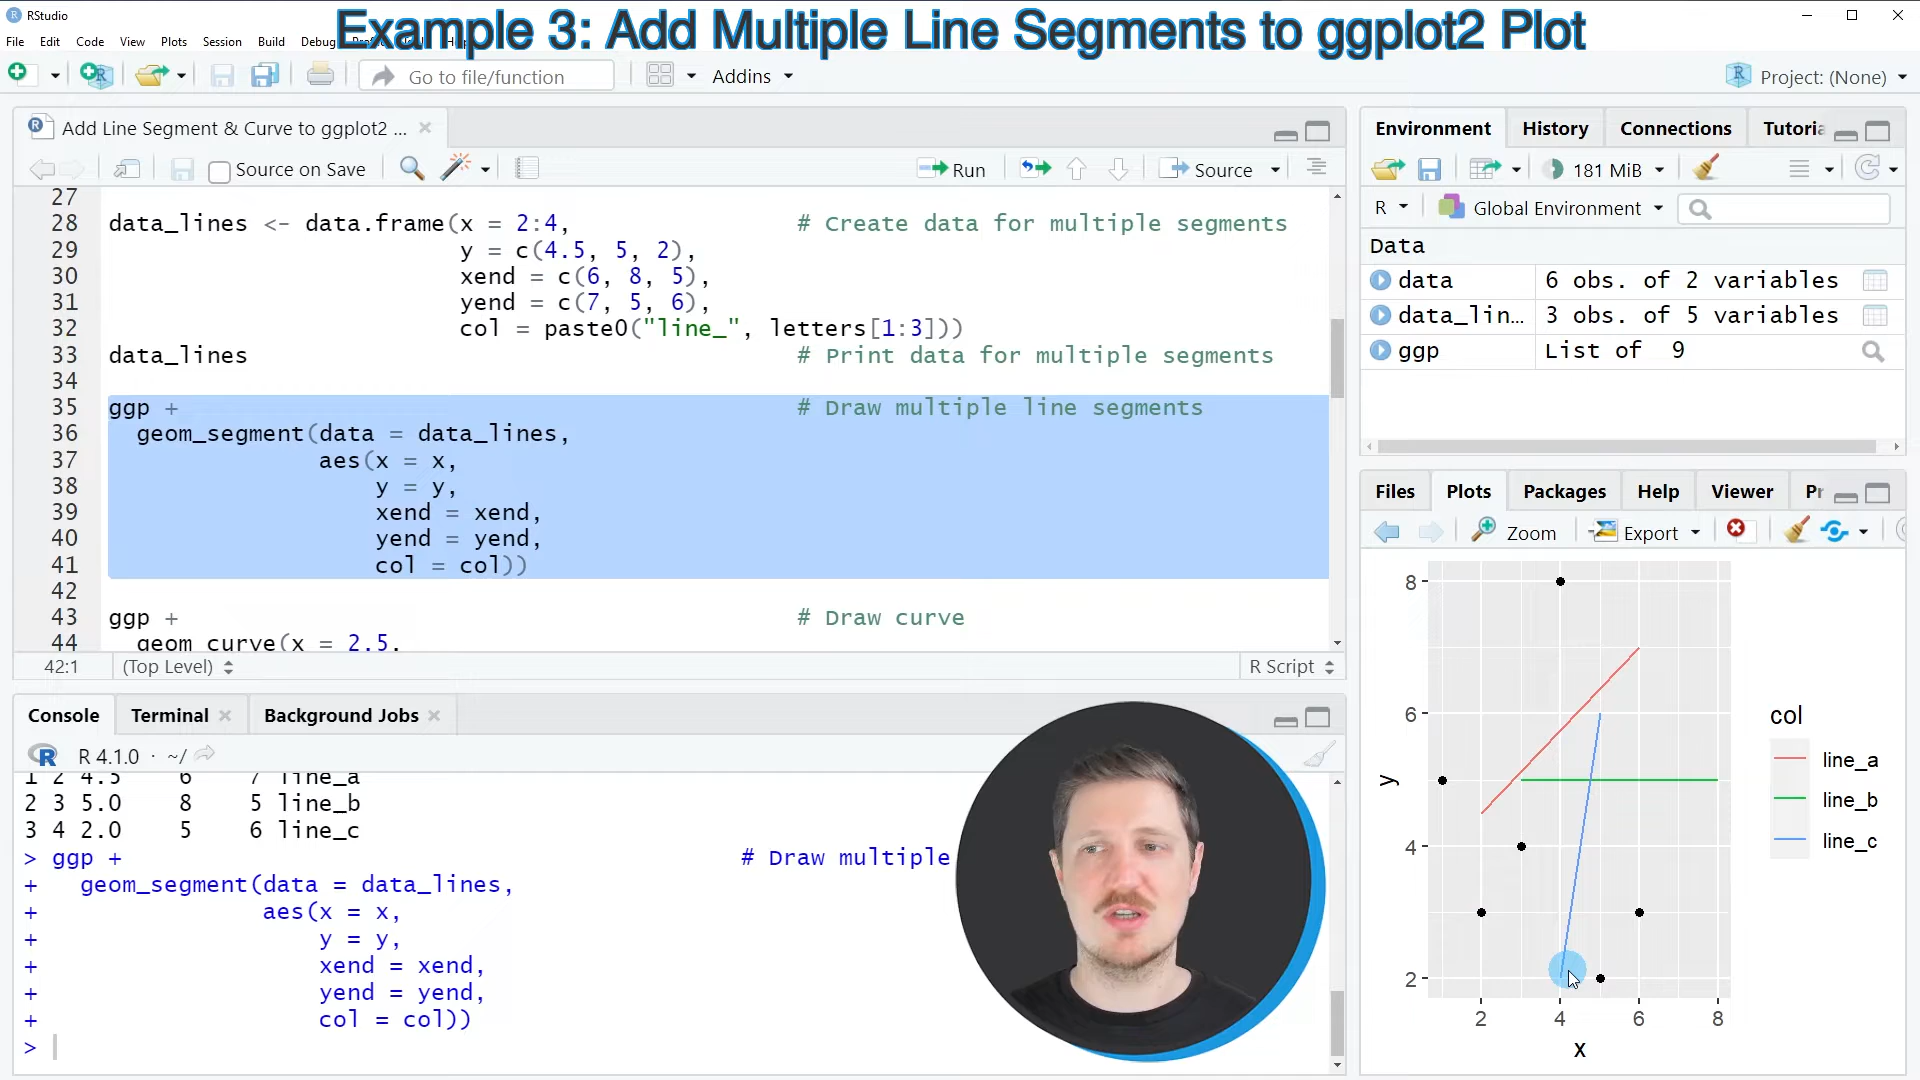 RStudio
Example 3: Add Multiple Line Segments to ggplot2 Plot
File Edit Code View Plots Session Build Debug
Go to file/function Addins Project: (None)
Add Line Segment & Curve to ggplot2 ...
Source on Save Run Source
27
28 data_lines <- data.frame(x = 2:4, # Create data for multiple segments
29 y = c(4.5, 5, 2),
30 xend = c(6, 8, 5),
31 yend = c(7, 5, 6),
32 col = paste0("line_", letters[1:3]))
33 data_lines # Print data for multiple segments
34
35 ggp + # Draw multiple line segments
36 geom_segment(data = data_lines,
37 aes(x = x,
38 y = y,
39 xend = xend,
40 yend = yend,
41 col = col))
42
43 ggp + # Draw curve
44 geom_curve(x = 2.5,
42:1 (Top Level) R Script
Console Terminal Background Jobs
R 4.1.0 · ~/
1 2 4.5 6 7 line_a
2 3 5.0 8 5 line_b
3 4 2.0 5 6 line_c
> ggp + # Draw multiple
+ geom_segment(data = data_lines,
+ aes(x = x,
+ y = y,
+ xend = xend,
+ yend = yend,
+ col = col))
>
Environment History Connections Tutoria
181 MiB
R Global Environment
Data
data 6 obs. of 2 variables
data_lin... 3 obs. of 5 variables
ggp List of 9
Files Plots Packages Help Viewer Pr
Zoom Export
8
6
4
2
y
2 4 6 8
x
col
line_a
line_b
line_c